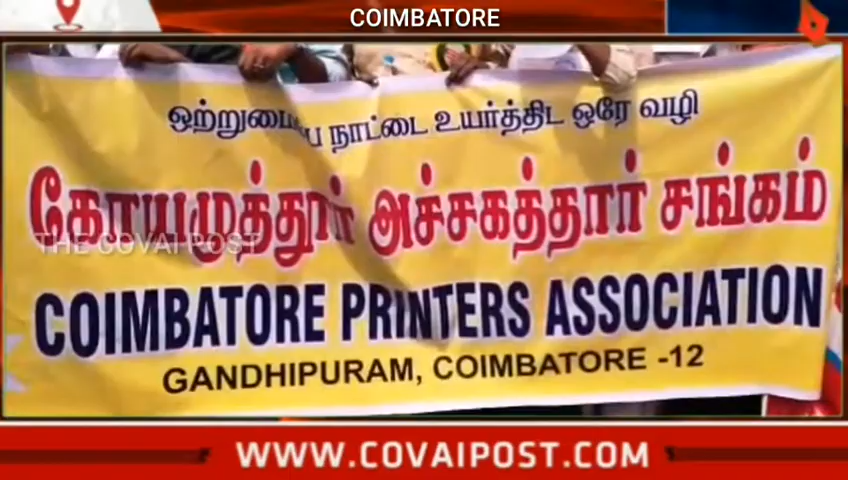 COIMBATORE
ஒற்றுமையே நாட்டை உயர்த்திட ஒரே வழி
கோயமுத்தூர் அச்சகத்தார் சங்கம்
THE COVAI POST
COIMBATORE PRINTERS ASSOCIATION
GANDHIPURAM, COIMBATORE -12
WWW.COVAIPOST.COM